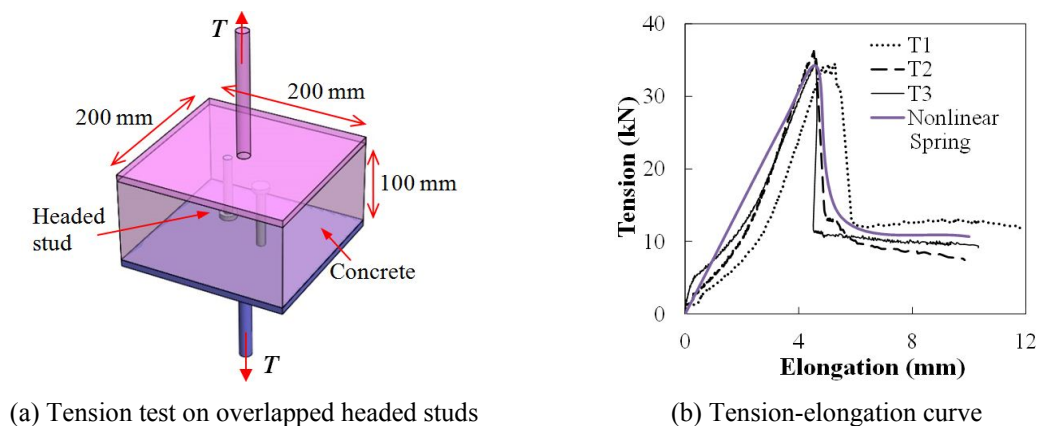 T
200 mm
200 mm
100 mm
Headed
stud
Concrete
T
(a) Tension test on overlapped headed studs
Tension (kN)
40
30
20
10
0
0
4
8
12
Elongation (mm)
T1
T2
T3
Nonlinear
Spring
(b) Tension-elongation curve